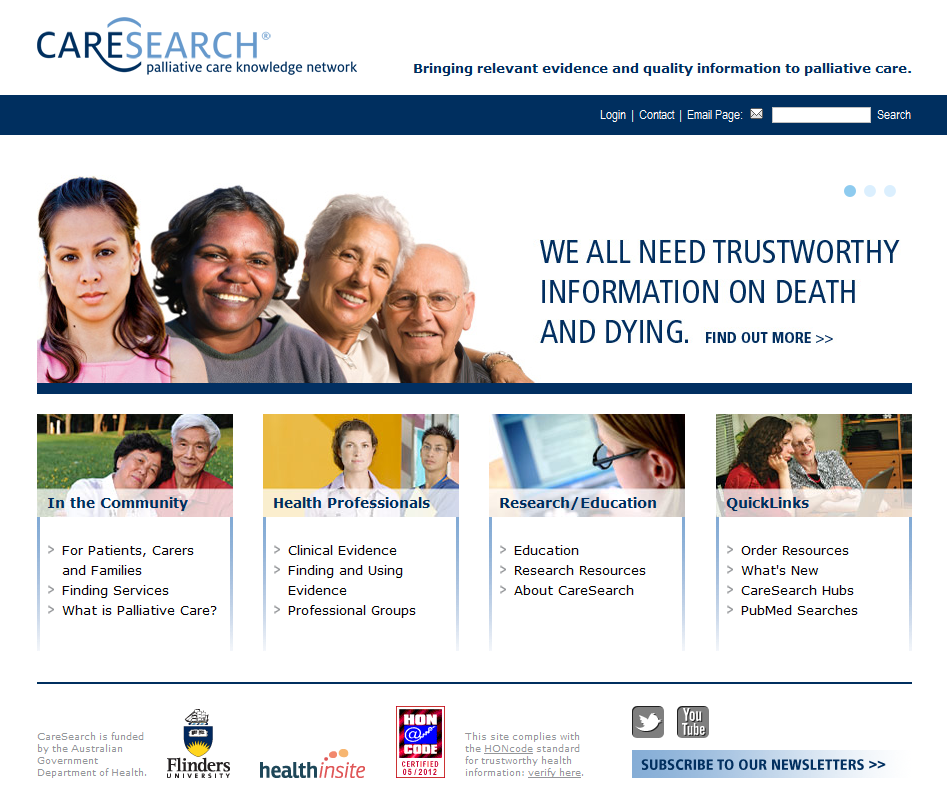 CARESEARCH®
palliative care knowledge network
Bringing relevant evidence and quality information to palliative care.
Login | Contact | Email Page: Search
WE ALL NEED TRUSTWORTHY
INFORMATION ON DEATH
AND DYING. FIND OUT MORE >>
In the Community
> For Patients, Carers
and Families
> Finding Services
> What is Palliative Care?
Health Professionals
> Clinical Evidence
> Finding and Using
Evidence
> Professional Groups
Research/Education
> Education
> Research Resources
> About CareSearch
QuickLinks
> Order Resources
> What's New
> CareSearch Hubs
> PubMed Searches
CareSearch is funded
by the Australian
Government
Department of Health.
Flinders
UNIVERSITY
healthinsite
HON
@
CODE
CERTIFIED
05/2012
This site complies with
the HONcode standard
for trustworthy health
information: verify here.
You
Tube
SUBSCRIBE TO OUR NEWSLETTERS >>